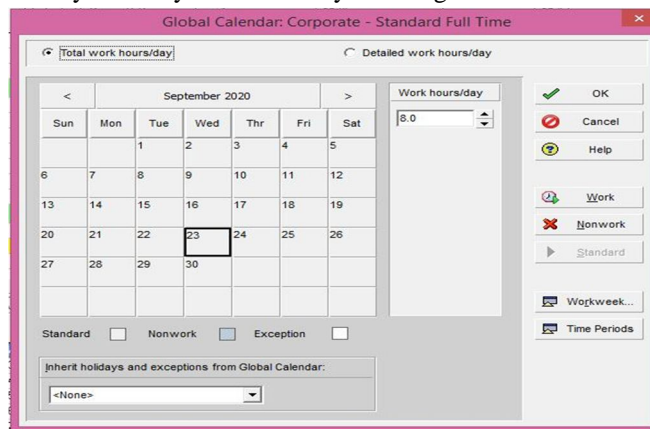 Global Calendar: Corporate - Standard Full Time
Total work hours/day
Detailed work hours/day
< September 2020 >
Sun Mon Tue Wed Thr Fri Sat
1 2 3 4 5
6 7 8 9 10 11 12
13 14 15 16 17 18 19
20 21 22 23 24 25 26
27 28 29 30
Standard Nonwork Exception
Inherit holidays and exceptions from Global Calendar:
<None>
Work hours/day
8.0
OK
Cancel
Help
Work
Nonwork
Standard
Workweek...
Time Periods